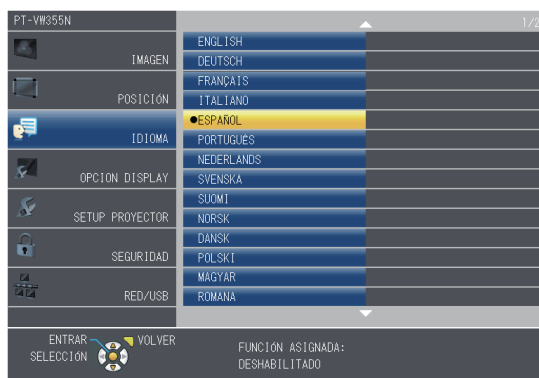 PT-VW355N
1/2
IMAGEN
POSICIÓN
IDIOMA
OPCION DISPLAY
SETUP PROYECTOR
SEGURIDAD
RED/USB
ENGLISH
DEUTSCH
FRANÇAIS
ITALIANO
●ESPAÑOL
PORTUGUÊS
NEDERLANDS
SVENSKA
SUOMI
NORSK
DANSK
POLSKI
MAGYAR
ROMANA
ENTRAR
SELECCIÓN
VOLVER
FUNCIÓN ASIGNADA:
DESHABILITADO